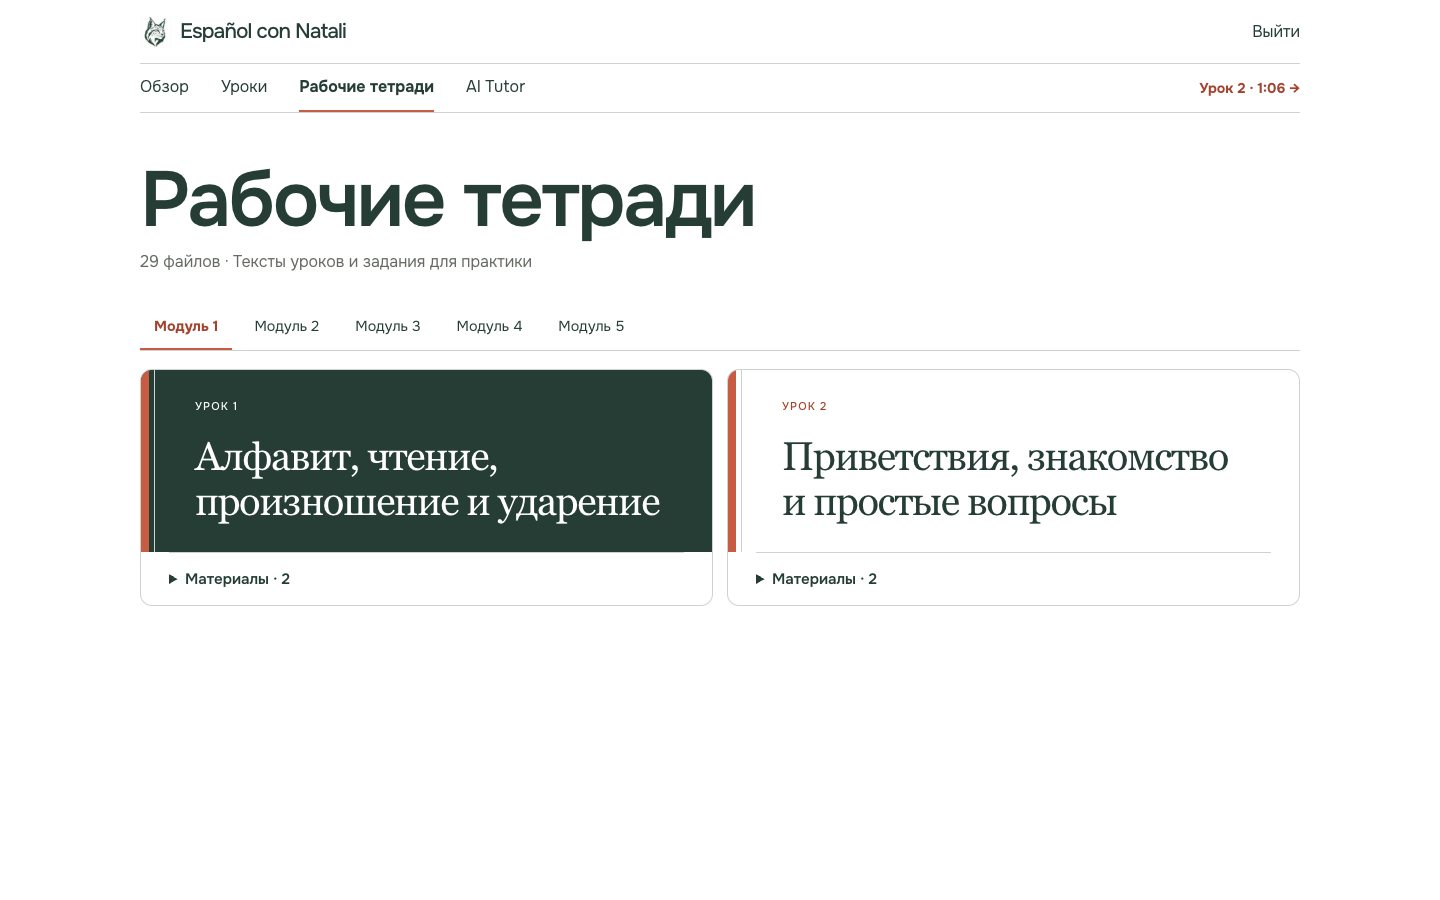 Español con Natali
Выйти
Обзор
Уроки
Рабочие тетради
AI Tutor
Урок 2 · 1:06 →
Рабочие тетради
29 файлов · Тексты уроков и задания для практики
Модуль 1
Модуль 2
Модуль 3
Модуль 4
Модуль 5
УРОК 1
Алфавит, чтение,
произношение и ударение
▶ Материалы · 2
УРОК 2
Приветствия, знакомство
и простые вопросы
▶ Материалы · 2